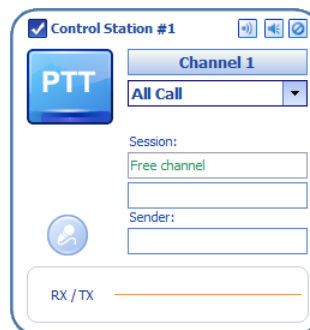 Control Station #1
PTT
Channel 1
All Call
Session:
Free channel
Sender:
RX / TX